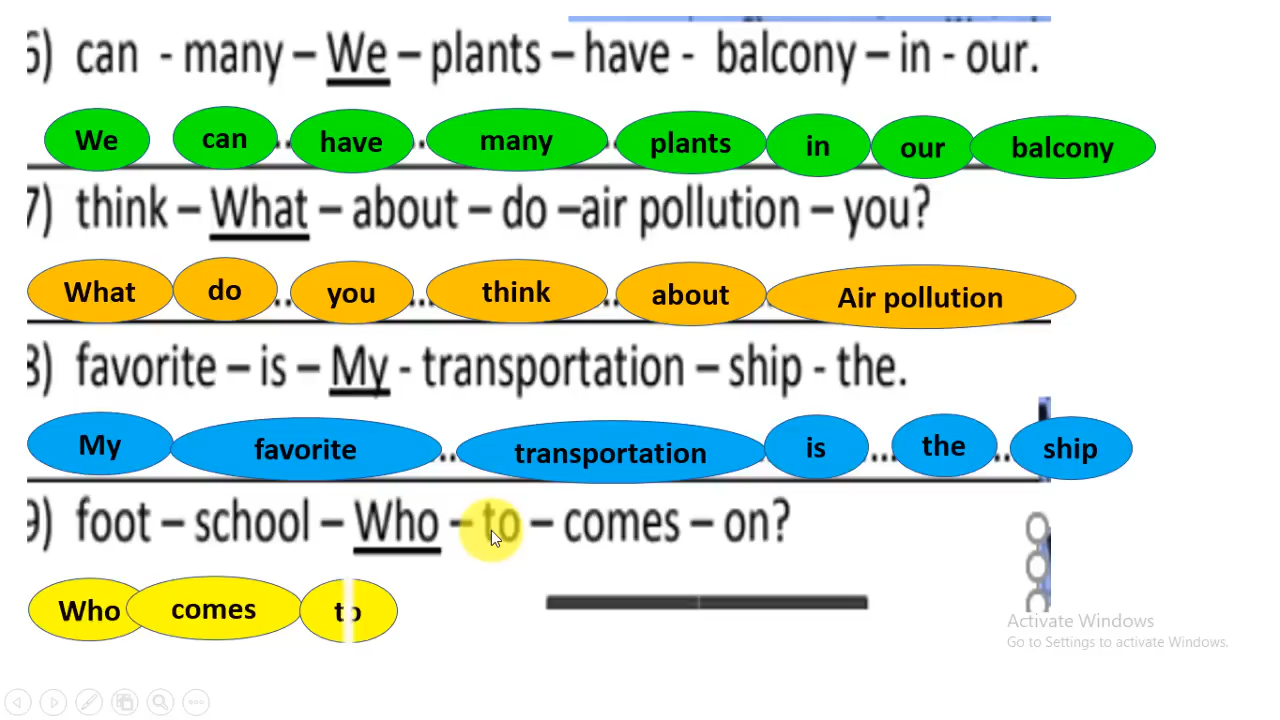 6) can - many – We – plants – have - balcony – in - our.
We can have many plants in our balcony
7) think – What – about – do –air pollution – you?
What do you think about Air pollution
8) favorite – is – My - transportation – ship - the.
My favorite transportation is the ship
9) foot – school – Who – to – comes – on?
Who comes to
Activate Windows
Go to Settings to activate Windows.